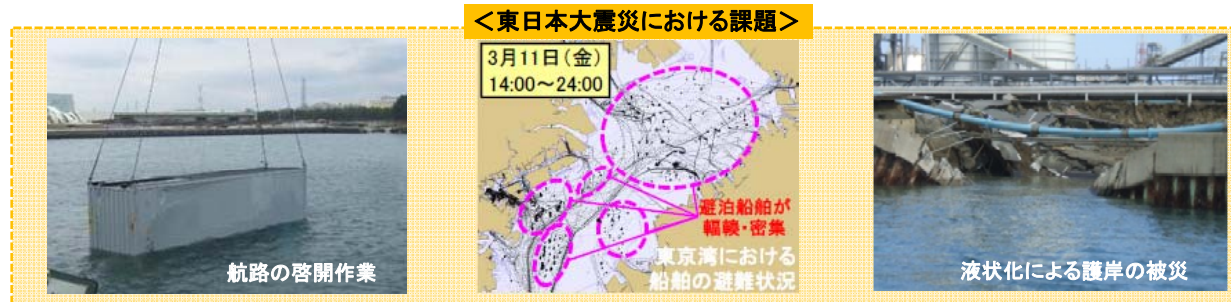 ＜東日本大震災における課題＞
航路の啓開作業
3月11日(金)
14:00～24:00
避泊船舶が
輻輳・密集
東京湾における
船舶の避難状況
液状化による護岸の被災